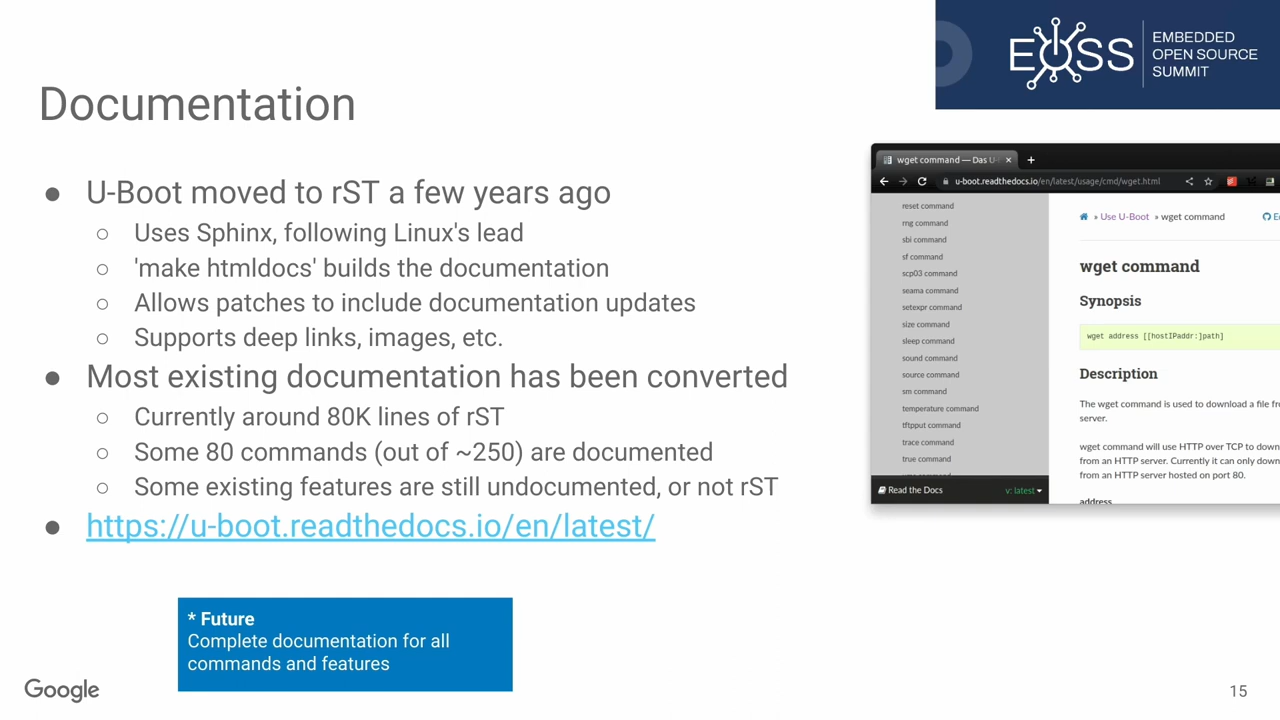 EOSS
EMBEDDED
OPEN SOURCE
SUMMIT
Documentation
● U-Boot moved to rST a few years ago
○ Uses Sphinx, following Linux's lead
○ 'make htmldocs' builds the documentation
○ Allows patches to include documentation updates
○ Supports deep links, images, etc.
● Most existing documentation has been converted
○ Currently around 80K lines of rST
○ Some 80 commands (out of ~250) are documented
○ Some existing features are still undocumented, or not rST
● https://u-boot.readthedocs.io/en/latest/
wget command — Das U
u-boot.readthedocs.io/en/latest/usage/cmd/wget.html
reset command
rng command
sbi command
sf command
scp03 command
seama command
setexpr command
size command
sleep command
sound command
source command
sm command
temperature command
tftpput command
trace command
true command
Read the Docs
v: latest
» Use U-Boot » wget command
wget command
Synopsis
wget address [[hostIPaddr:]path]
Description
The wget command is used to download a file
server.
wget command will use HTTP over TCP to
from an HTTP server. Currently it can only
from an HTTP server hosted on port 80.
address
* Future
Complete documentation for all
commands and features
Google
15